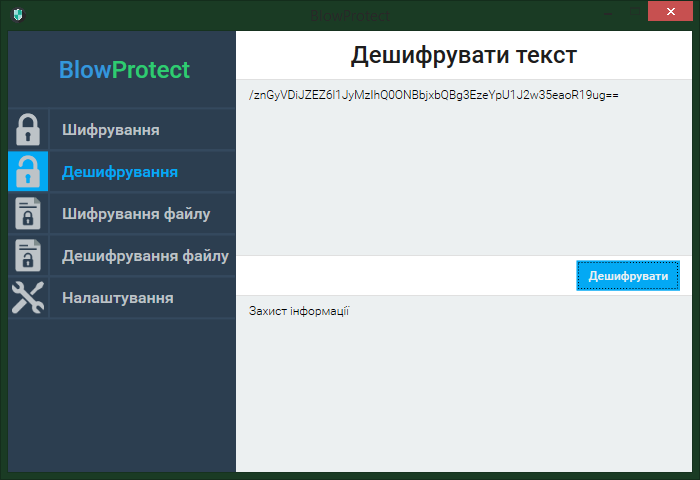 BlowProtect
BlowProtect
Шифрування
Дешифрування
Шифрування файлу
Дешифрування файлу
Налаштування
Дешифрувати текст
/znGyVDiJZEZ6I1JyMzIhQ0ONBbjxbQBg3EzeYpU1J2w35eaoR19ug==
Дешифрувати
Захист інформації